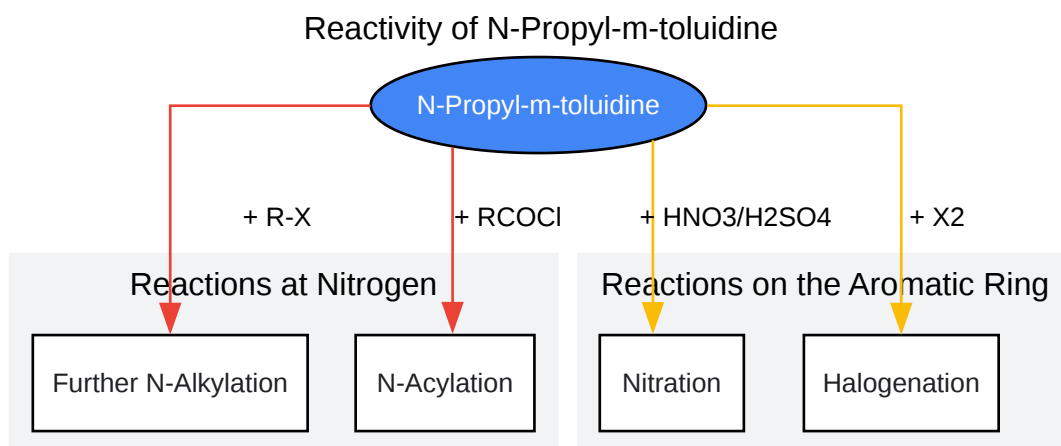 Reactivity of N-Propyl-m-toluidine
N-Propyl-m-toluidine
+ R-X
+ RCOCl
+ HNO3/H2SO4
+ X2
Reactions at Nitrogen
Reactions on the Aromatic Ring
Further N-Alkylation
N-Acylation
Nitration
Halogenation